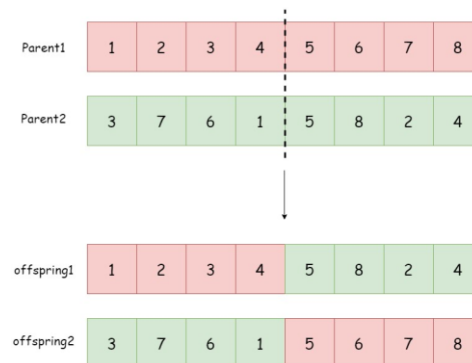 Parent1 1 2 3 4 5 6 7 8
Parent2 3 7 6 1 5 8 2 4
offspring1 1 2 3 4 5 8 2 4
offspring2 3 7 6 1 5 6 7 8